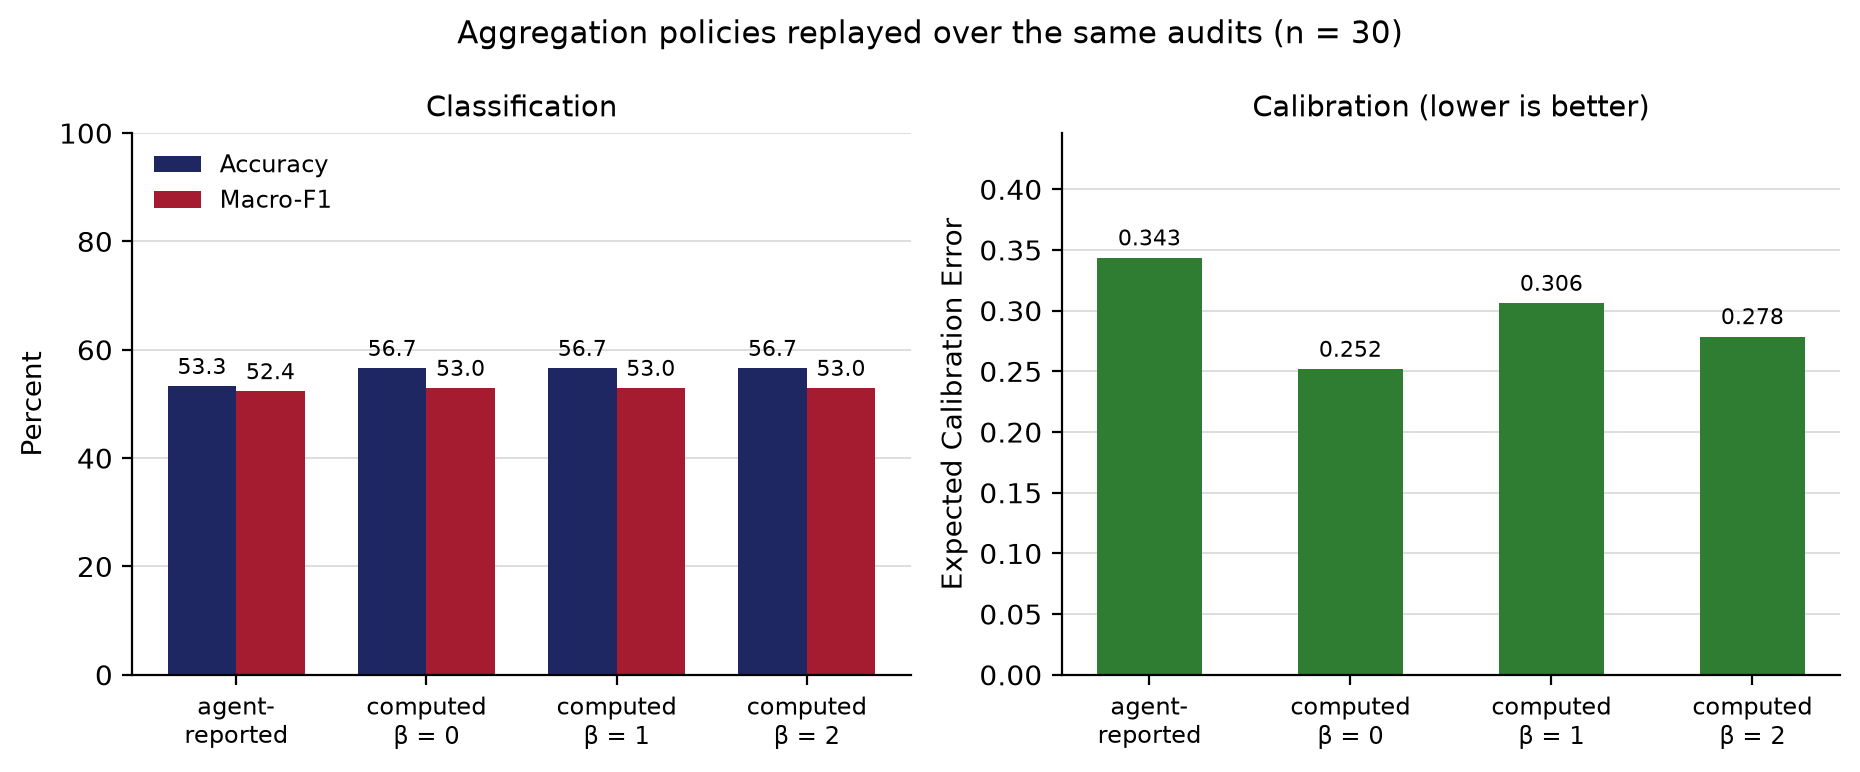 Aggregation policies replayed over the same audits (n = 30)
Classification
Percent
100
80
60
40
20
0
Accuracy
Macro-F1
53.3
52.4
56.7
53.0
56.7
53.0
56.7
53.0
agent-
reported
computed
β = 0
computed
β = 1
computed
β = 2
Calibration (lower is better)
Expected Calibration Error
0.40
0.35
0.30
0.25
0.20
0.15
0.10
0.05
0.00
0.343
0.252
0.306
0.278
agent-
reported
computed
β = 0
computed
β = 1
computed
β = 2